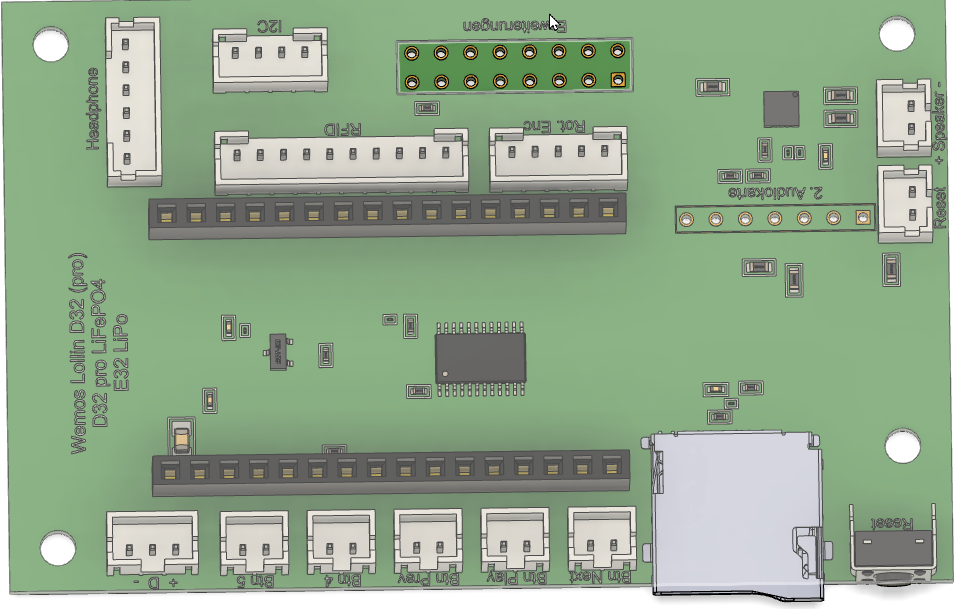 I2C
Erweiterungen
Headphone
RFID
Rot. Enc
+ Speaker -
2. Audiokarte
Reset
Wemos Lollin D32 (pro)
D32 pro LiFePO4
E32 LiPo
Reset
- D +
Btn 5
Btn 4
Btn Prev
Btn Play
Btn Next